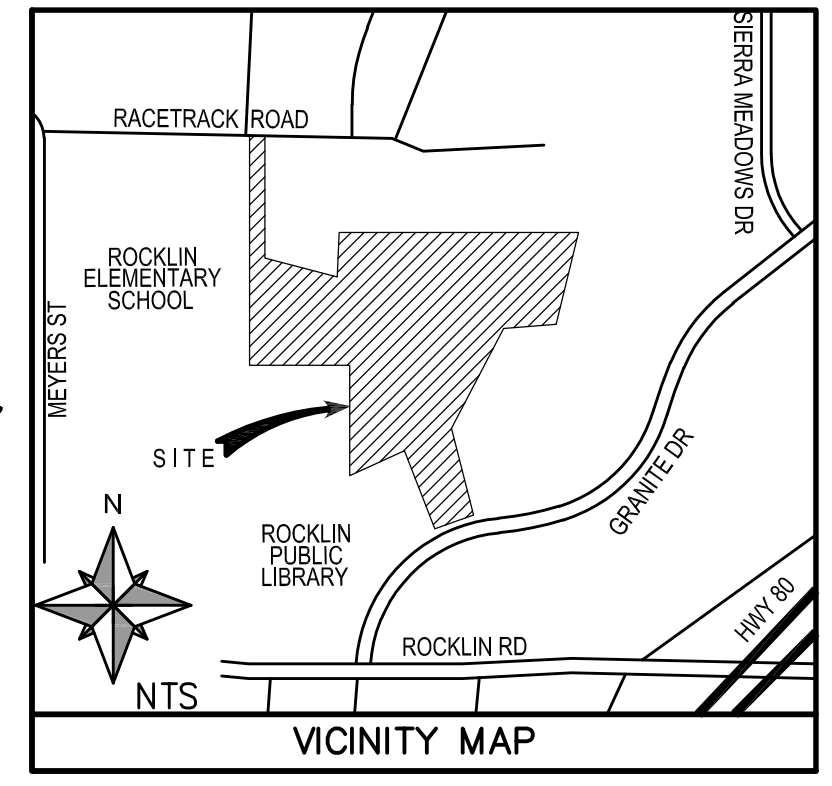 SIERRA MEADOWS DR
RACETRACK ROAD
ROCKLIN
ELEMENTARY
SCHOOL
MEYERS ST
SITE
GRANITE DR
N
ROCKLIN
PUBLIC
LIBRARY
HWY 80
ROCKLIN RD
NTS
VICINITY MAP